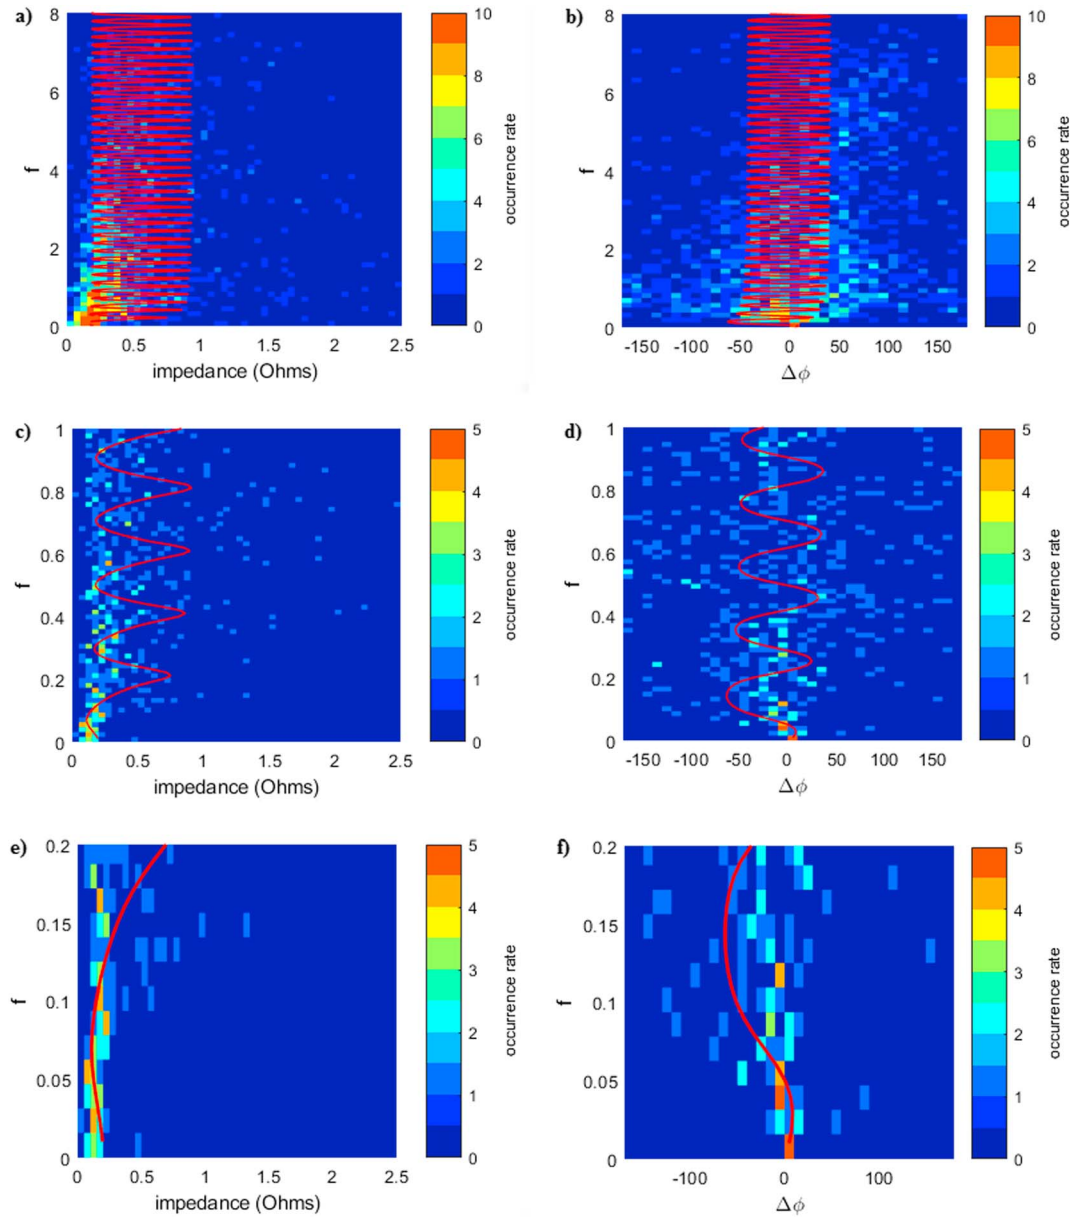 a)
8
6
4
2
0
f
0 0.5 1 1.5 2 2.5
impedance (Ohms)
10
8
6
4
2
0
occurrence rate
b)
8
6
4
2
0
f
-150 -100 -50 0 50 100 150
Δϕ
10
8
6
4
2
0
occurrence rate
c)
1
0.8
0.6
0.4
0.2
0
f
0 0.5 1 1.5 2 2.5
impedance (Ohms)
5
4
3
2
1
0
occurrence rate
d)
1
0.8
0.6
0.4
0.2
0
f
-150 -100 -50 0 50 100 150
Δϕ
5
4
3
2
1
0
occurrence rate
e)
0.2
0.15
0.1
0.05
0
f
0 0.5 1 1.5 2 2.5
impedance (Ohms)
5
4
3
2
1
0
occurrence rate
f)
0.2
0.15
0.1
0.05
0
f
-100 0 100
Δϕ
5
4
3
2
1
0
occurrence rate